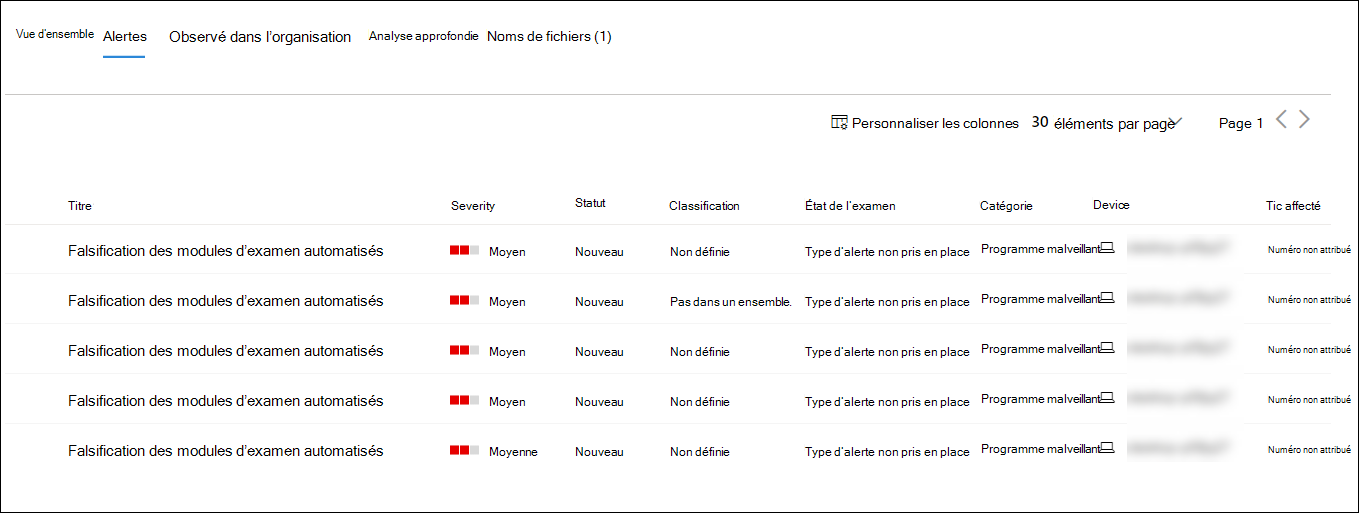 Vue d'ensemble Alertes Observé dans l'organisation Analyse approfondie Noms de fichiers (1)
Personnaliser les colonnes 30 éléments par page Page 1
Titre Severity Statut Classification État de l'examen Catégorie Device Tic affecté
Falsification des modules d'examen automatisés Moyen Nouveau Non définie Type d'alerte non pris en place Programme malveillant Numéro non attribué
Falsification des modules d'examen automatisés Moyen Nouveau Pas dans un ensemble. Type d'alerte non pris en place Programme malveillant Numéro non attribué
Falsification des modules d'examen automatisés Moyen Nouveau Non définie Type d'alerte non pris en place Programme malveillant Numéro non attribué
Falsification des modules d'examen automatisés Moyen Nouveau Non définie Type d'alerte non pris en place Programme malveillant Numéro non attribué
Falsification des modules d'examen automatisés Moyenne Nouveau Non définie Type d'alerte non pris en place Programme malveillant Numéro non attribué